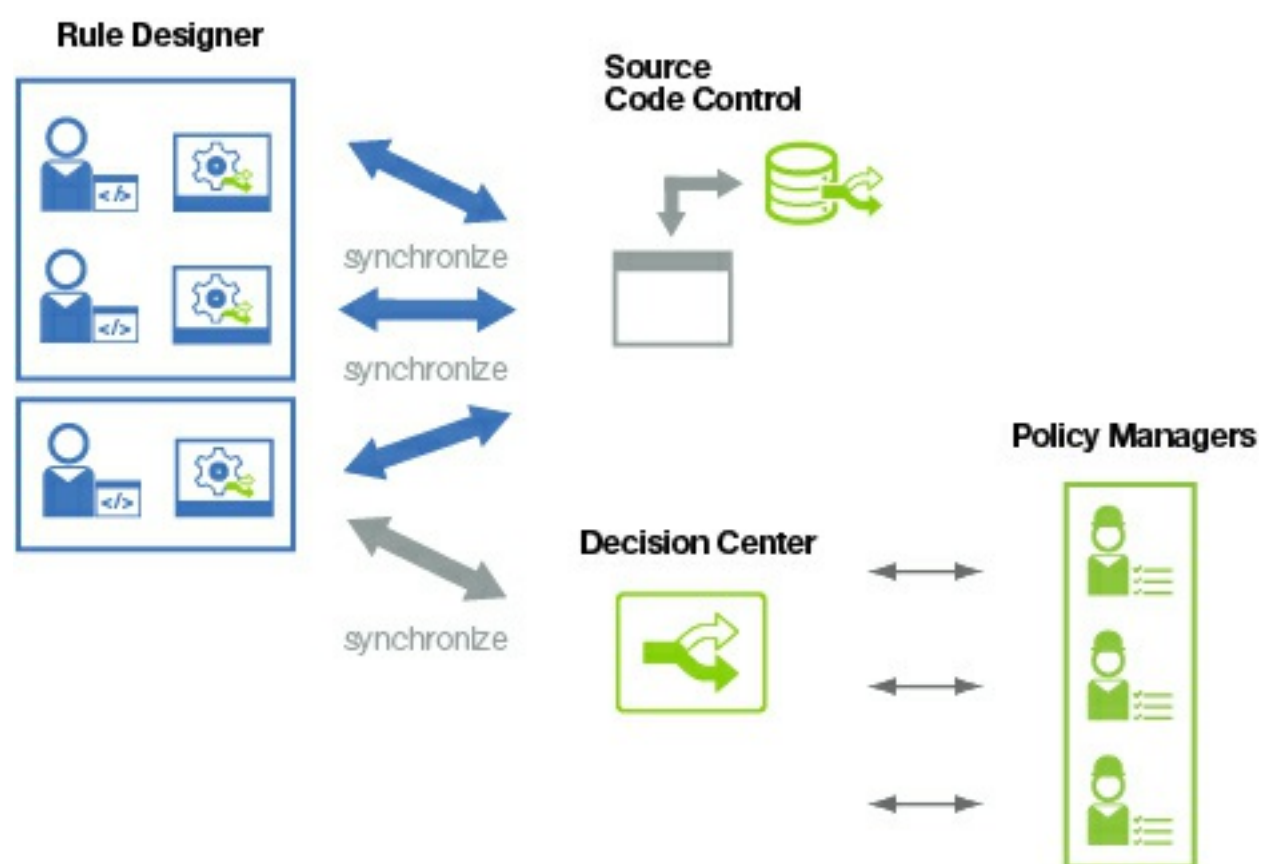 Rule Designer
Source
Code Control
</>
</>
</>
synchronize
synchronize
synchronize
Decision Center
Policy Managers